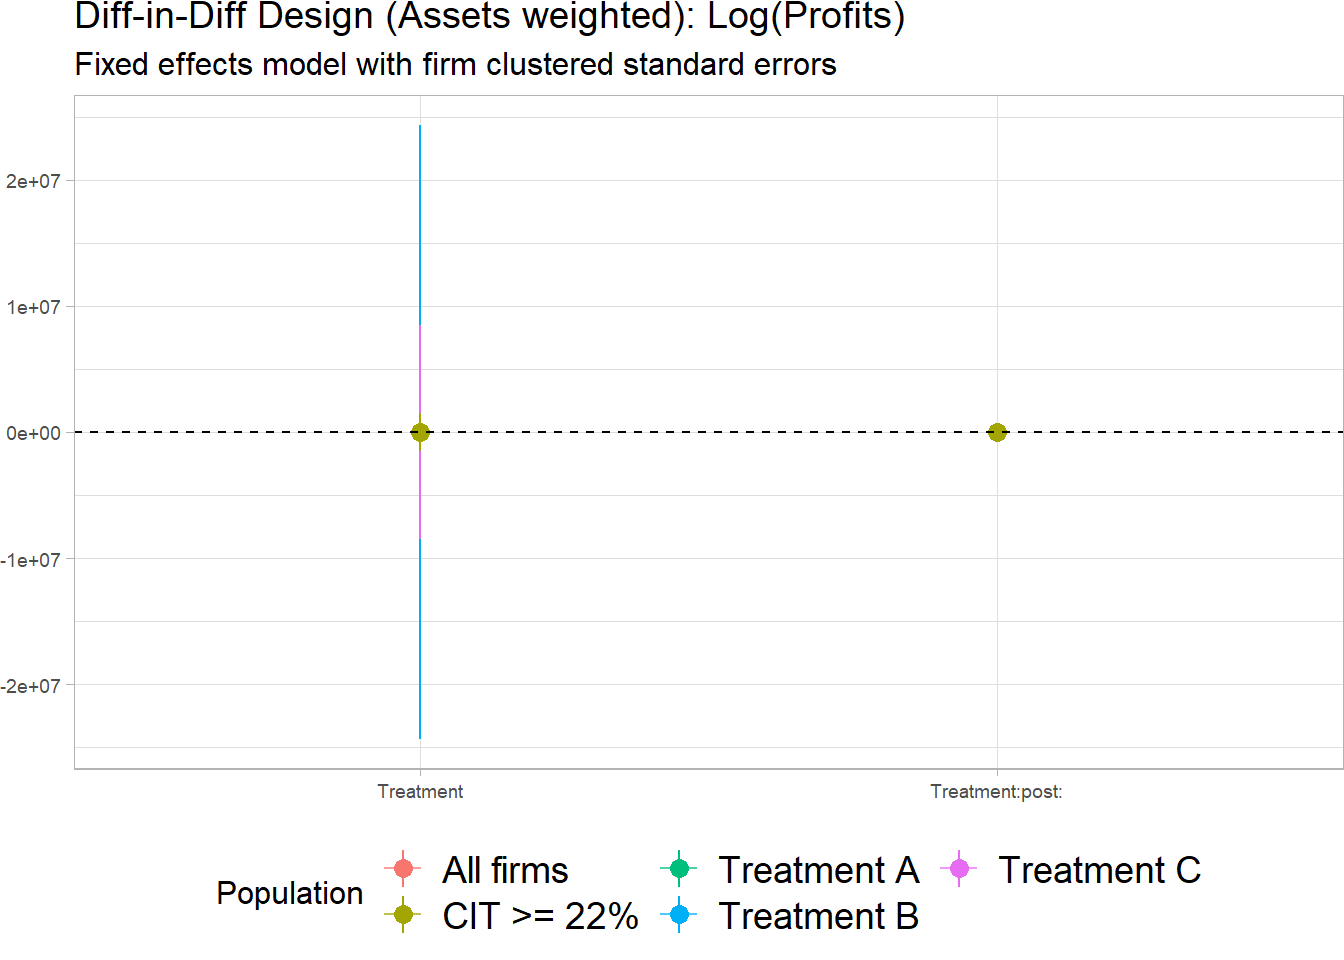 Diff-in-Diff Design (Assets weighted): Log(Profits)
Fixed effects model with firm clustered standard errors
2e+07
1e+07
0e+00
-1e+07
-2e+07
Treatment
Treatment:post:
Population
All firms
Treatment A
Treatment C
CIT >= 22%
Treatment B